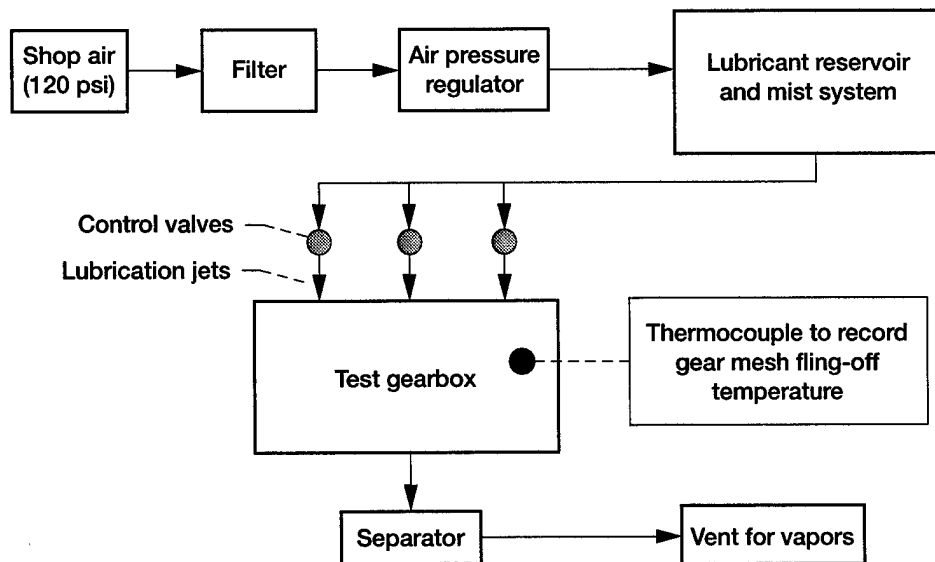 Shop air
(120 psi)
Filter
Air pressure
regulator
Lubricant reservoir
and mist system
Control valves
Lubrication jets
Test gearbox
Thermocouple to record
gear mesh fling-off
temperature
Separator
Vent for vapors